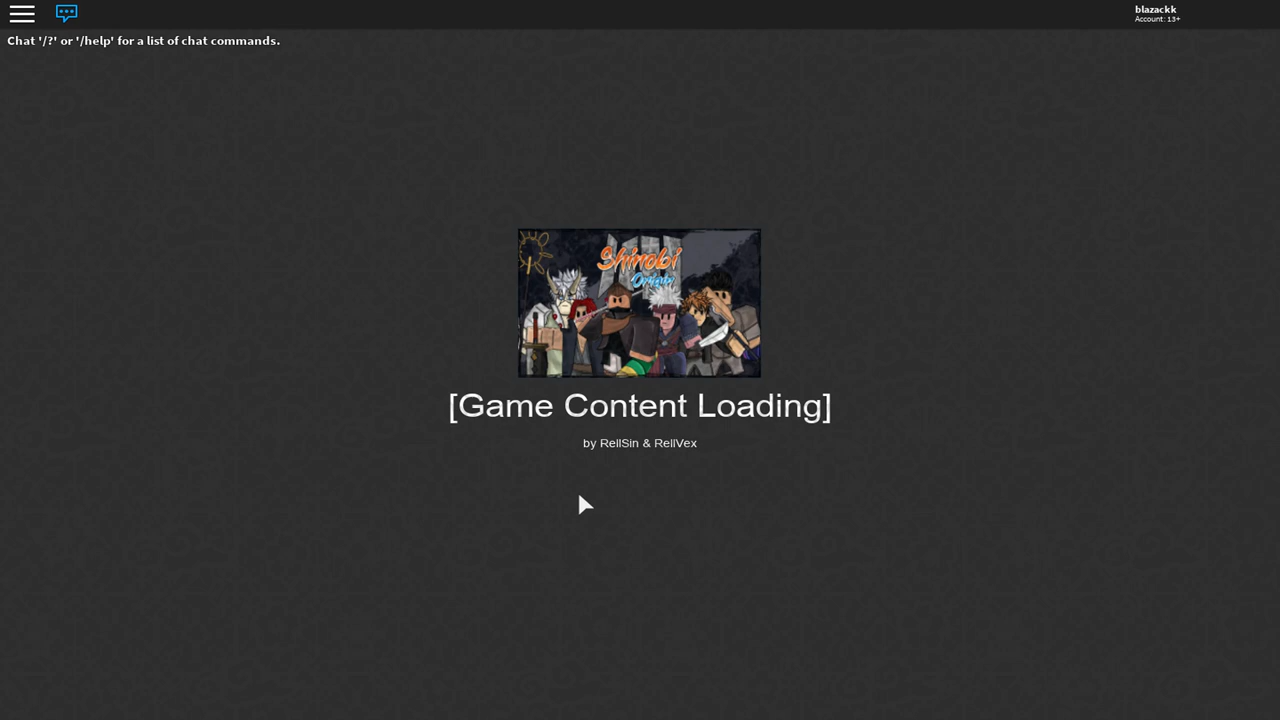 blazackk
Account: 13+
Chat '/?' or '/help' for a list of chat commands.
Shinobi
Origin
[Game Content Loading]
by RellSin & RellVex